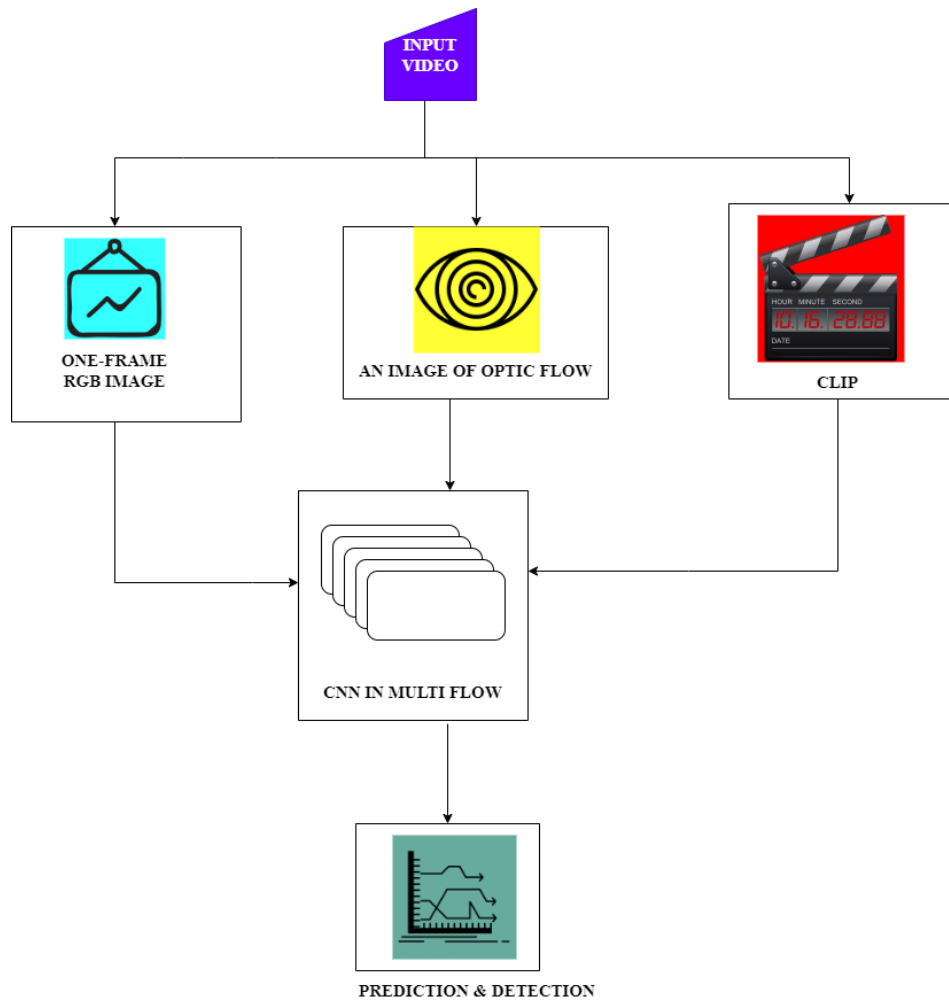 INPUT
VIDEO
ONE-FRAME
RGB IMAGE
AN IMAGE OF OPTIC FLOW
HOUR MINUTE SECOND
10. 16. 28.88
DATE
CLIP
CNN IN MULTI FLOW
PREDICTION & DETECTION